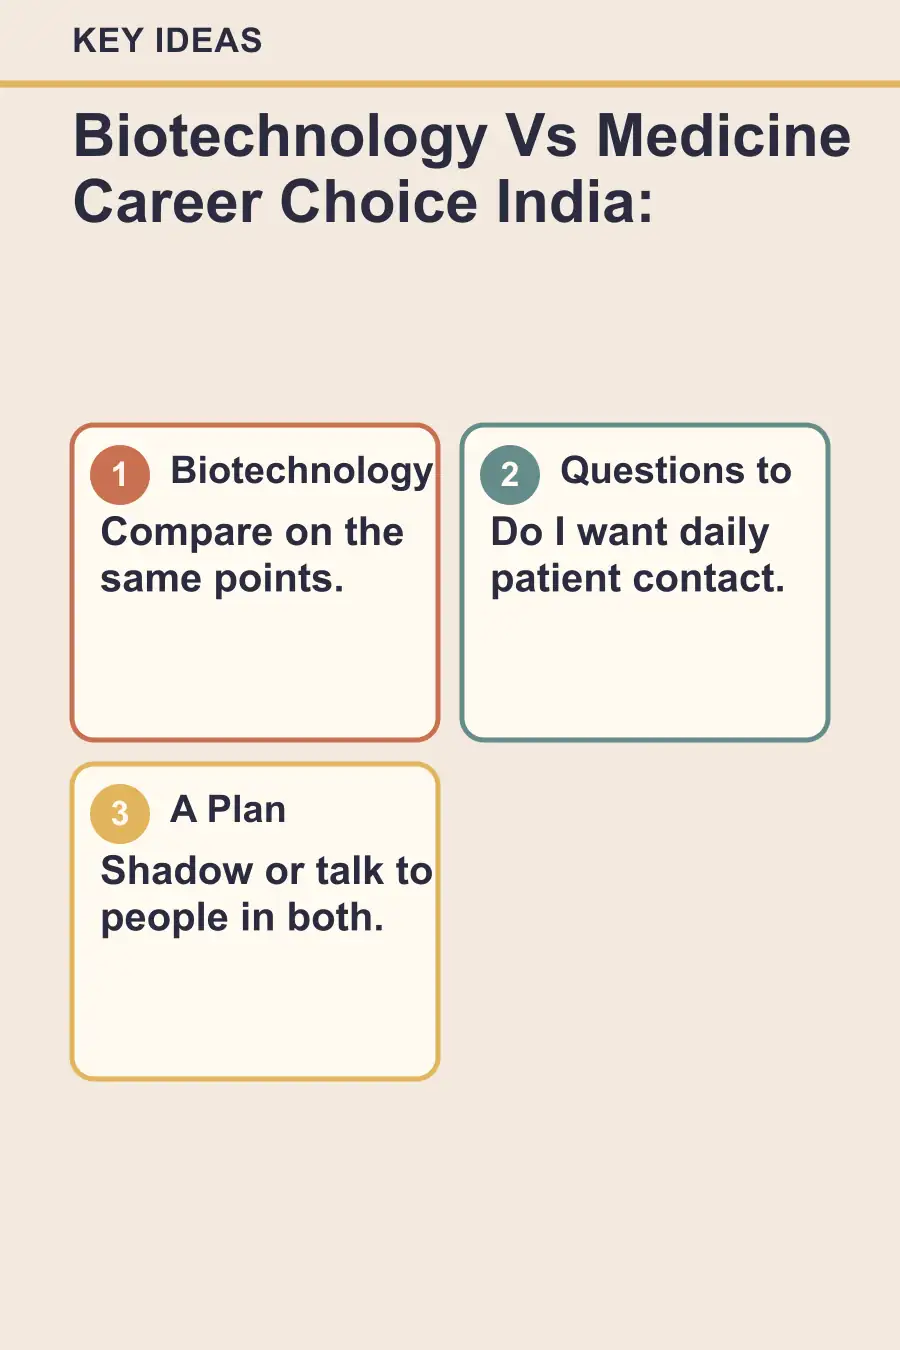 KEY IDEAS
Biotechnology Vs Medicine
Career Choice India:
1 Biotechnology
Compare on the
same points.
2 Questions to
Do I want daily
patient contact.
3 A Plan
Shadow or talk to
people in both.